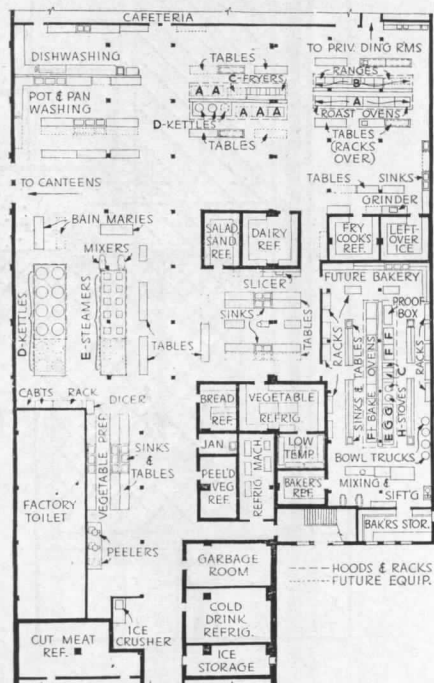 CAFETERIA
DISHWASHING
POT & PAN
WASHING
TABLES
C-FRYERS
A A
A A A
D-KETTLES
TABLES
TO PRIV. DING RMS
RANGES
B
A
ROAST OVENS
TABLES
(RACKS
OVER)
TO CANTEENS
TABLES
SINKS
GRINDER
BAIN MARIES
MIXERS
SALAD
SAND
REF.
DAIRY
REF.
FRY
COOK'S
REF.
LEFT-
OVER
ICE
D-KETTLES
E-STEAMERS
TABLES
SLICER
SINKS
TABLES
FUTURE BAKERY
PROOF
BOX
RACKS
SINKS & TABLES
FF BAKE OVENS
E G G G I F F
H-STOVES C
RACKS
CABTS
RACK
DICER
VEGETABLE PREP
SINKS
&
TABLES
BREAD
REF
VEGETABLE
REFRIG.
JAN
LOW
TEMP.
PEEL'D
VEG
REF.
REFRIG MACH
BAKER'S
REF.
BOWL TRUCKS
MIXING &
SIFT'G
BAK'RS STOR.
FACTORY
TOILET
PEELERS
GARBAGE
ROOM
HOODS & RACKS
FUTURE EQUIP.
ICE
CRUSHER
COLD
DRINK
REFRIG.
CUT MEAT
REF.
ICE
STORAGE